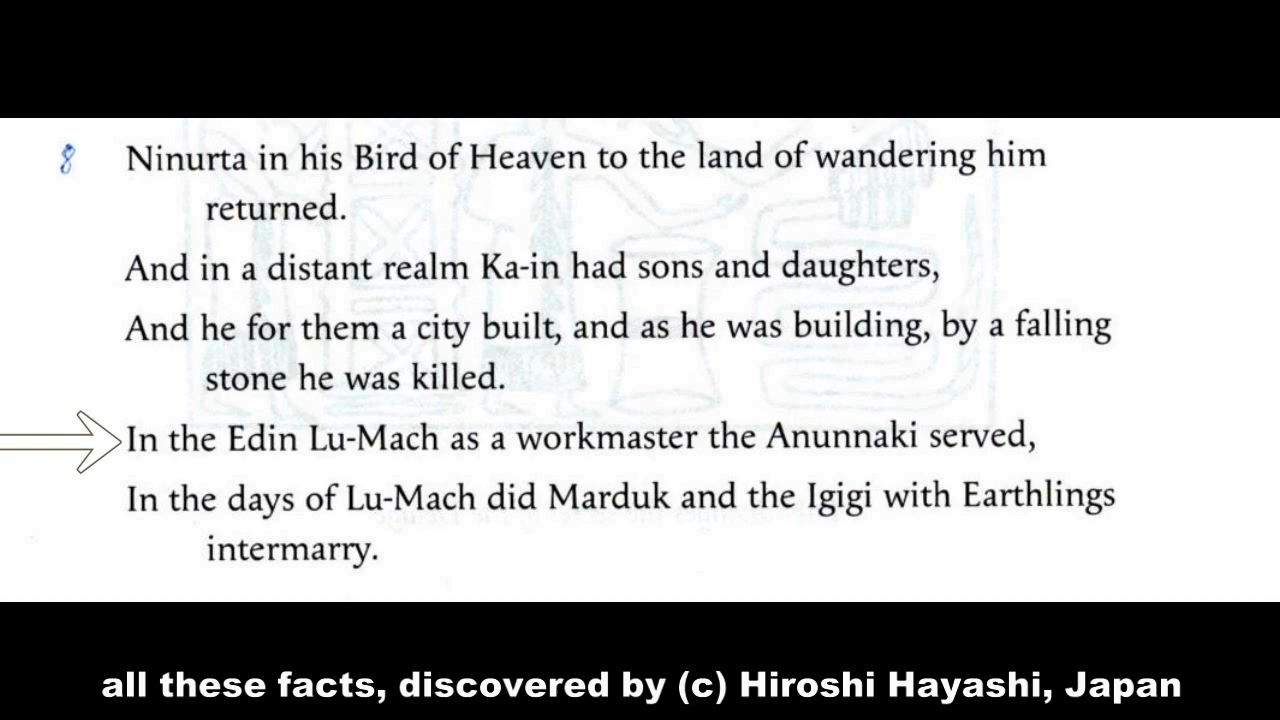 8 Ninurta in his Bird of Heaven to the land of wandering him
returned.
And in a distant realm Ka-in had sons and daughters,
And he for them a city built, and as he was building, by a falling
stone he was killed.
In the Edin Lu-Mach as a workmaster the Anunnaki served,
In the days of Lu-Mach did Marduk and the Igigi with Earthlings
intermarry.
all these facts, discovered by (c) Hiroshi Hayashi, Japan